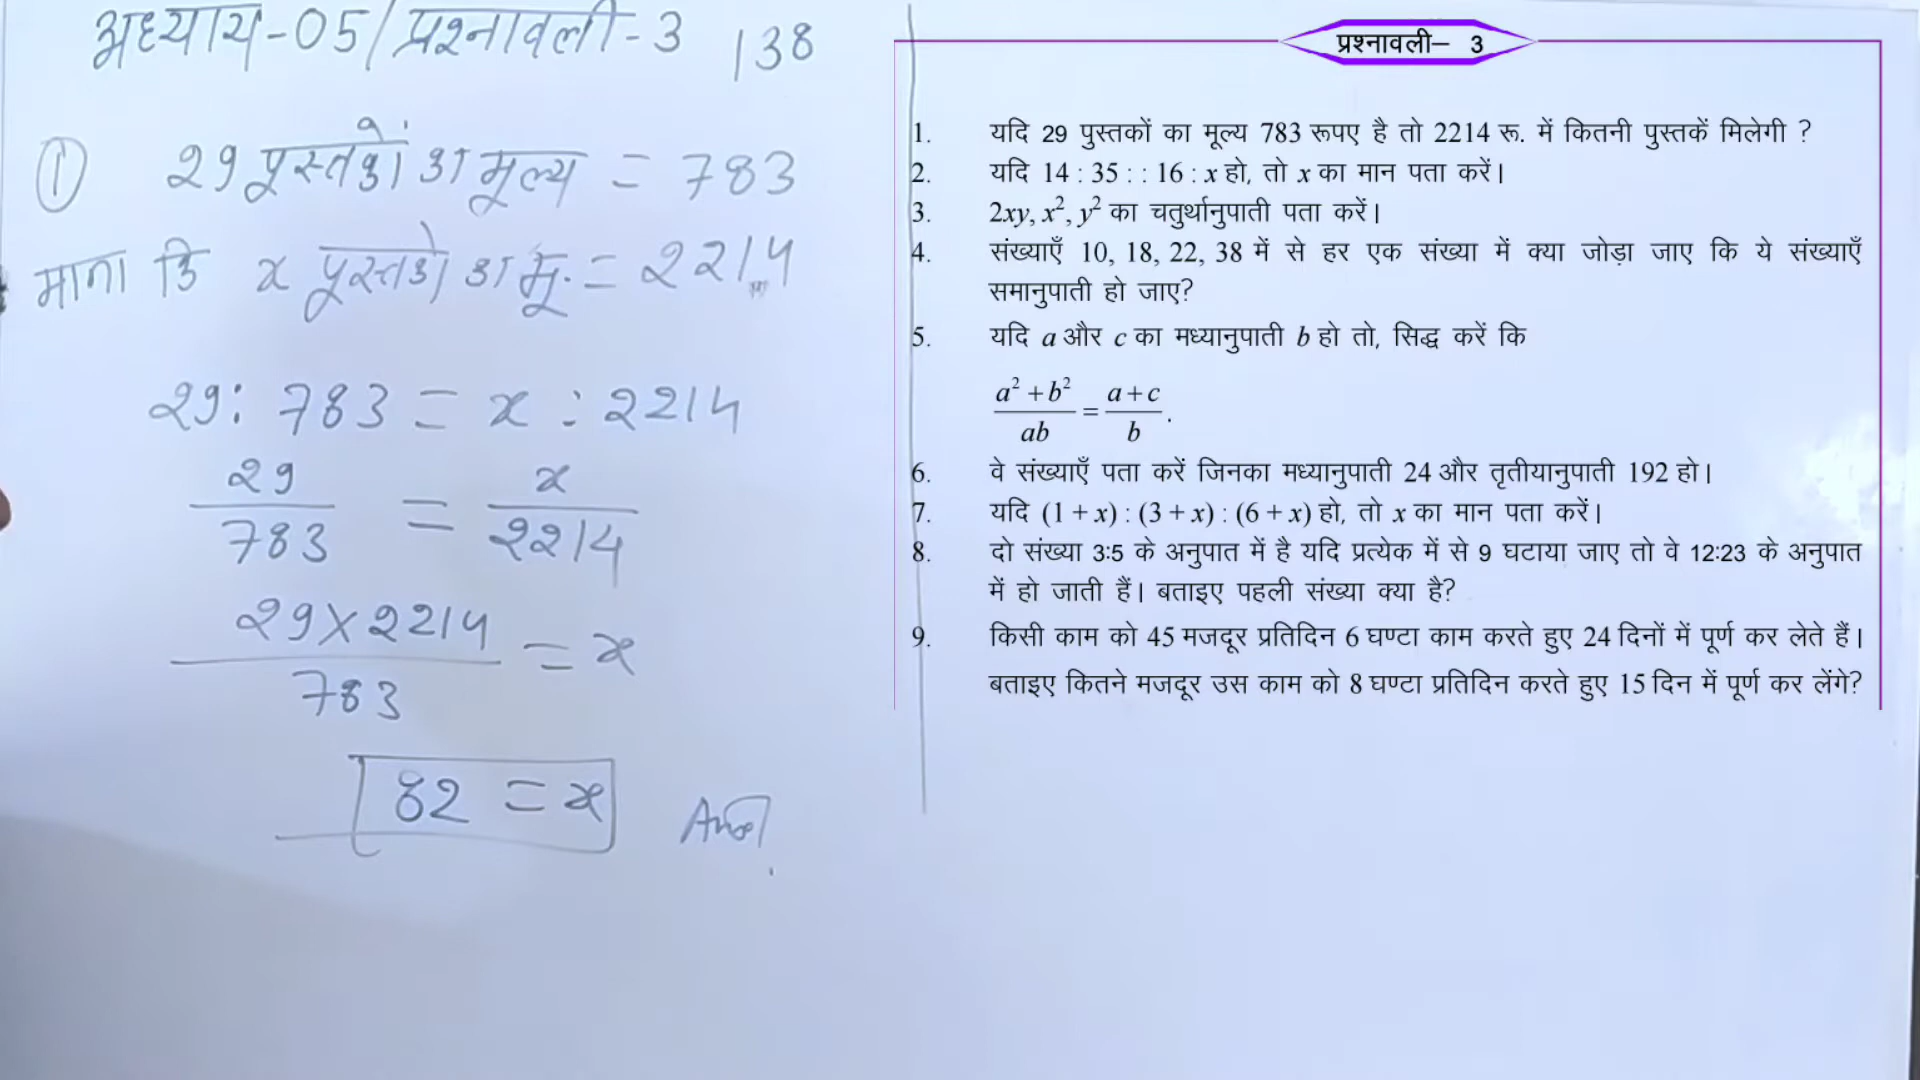 अध्याय-05/प्रश्नावली-3 138
① 29 पुस्तकों का मूल्य = 783
माना कि x पुस्तकों का मू. = 2214
29 : 783 = x : 2214
29/783 = x/2214
29×2214/783 = x
82 = x Ans
प्रश्नावली– 3
1. यदि 29 पुस्तकों का मूल्य 783 रूपए है तो 2214 रू. में कितनी पुस्तकें मिलेगी ?
2. यदि 14 : 35 : : 16 : x हो, तो x का मान पता करें।
3. 2xy, x², y² का चतुर्थानुपाती पता करें।
4. संख्याएँ 10, 18, 22, 38 में से हर एक संख्या में क्या जोड़ा जाए कि ये संख्याएँ
समानुपाती हो जाए?
5. यदि a और c का मध्यानुपाती b हो तो, सिद्ध करें कि
(a² + b²)/ab = (a + c)/b .
6. वे संख्याएँ पता करें जिनका मध्यानुपाती 24 और तृतीयानुपाती 192 हो।
7. यदि (1 + x) : (3 + x) : (6 + x) हो, तो x का मान पता करें।
8. दो संख्या 3:5 के अनुपात में है यदि प्रत्येक में से 9 घटाया जाए तो वे 12:23 के अनुपात
में हो जाती हैं। बताइए पहली संख्या क्या है?
9. किसी काम को 45 मजदूर प्रतिदिन 6 घण्टा काम करते हुए 24 दिनों में पूर्ण कर लेते हैं।
बताइए कितने मजदूर उस काम को 8 घण्टा प्रतिदिन करते हुए 15 दिन में पूर्ण कर लेंगे?